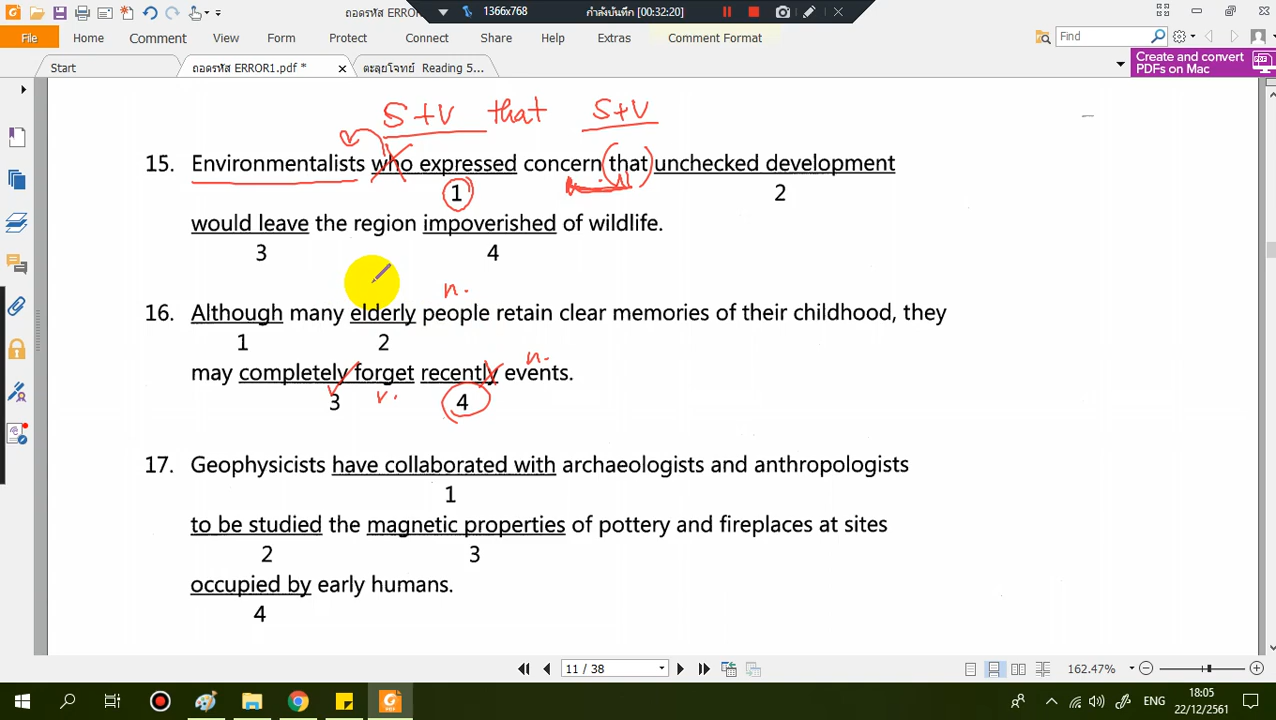 ถอดรหัส ERROR
1366x768
กำลังบันทึก [00:32:20]
File Home Comment View Form Protect Connect Share Help Extras Comment Format
Find
Start
ถอดรหัส ERROR1.pdf *
ตะลุยโจทย์ Reading 5...
Create and convert
PDFs on Mac
S+V that S+V
15. Environmentalists who expressed concern that unchecked development
1 2
would leave the region impoverished of wildlife.
3 4
n.
16. Although many elderly people retain clear memories of their childhood, they
1 2
n.
may completely forget recently events.
3 v. 4
17. Geophysicists have collaborated with archaeologists and anthropologists
1
to be studied the magnetic properties of pottery and fireplaces at sites
2 3
occupied by early humans.
4
11 / 38
162.47%
ENG
18:05
22/12/2561